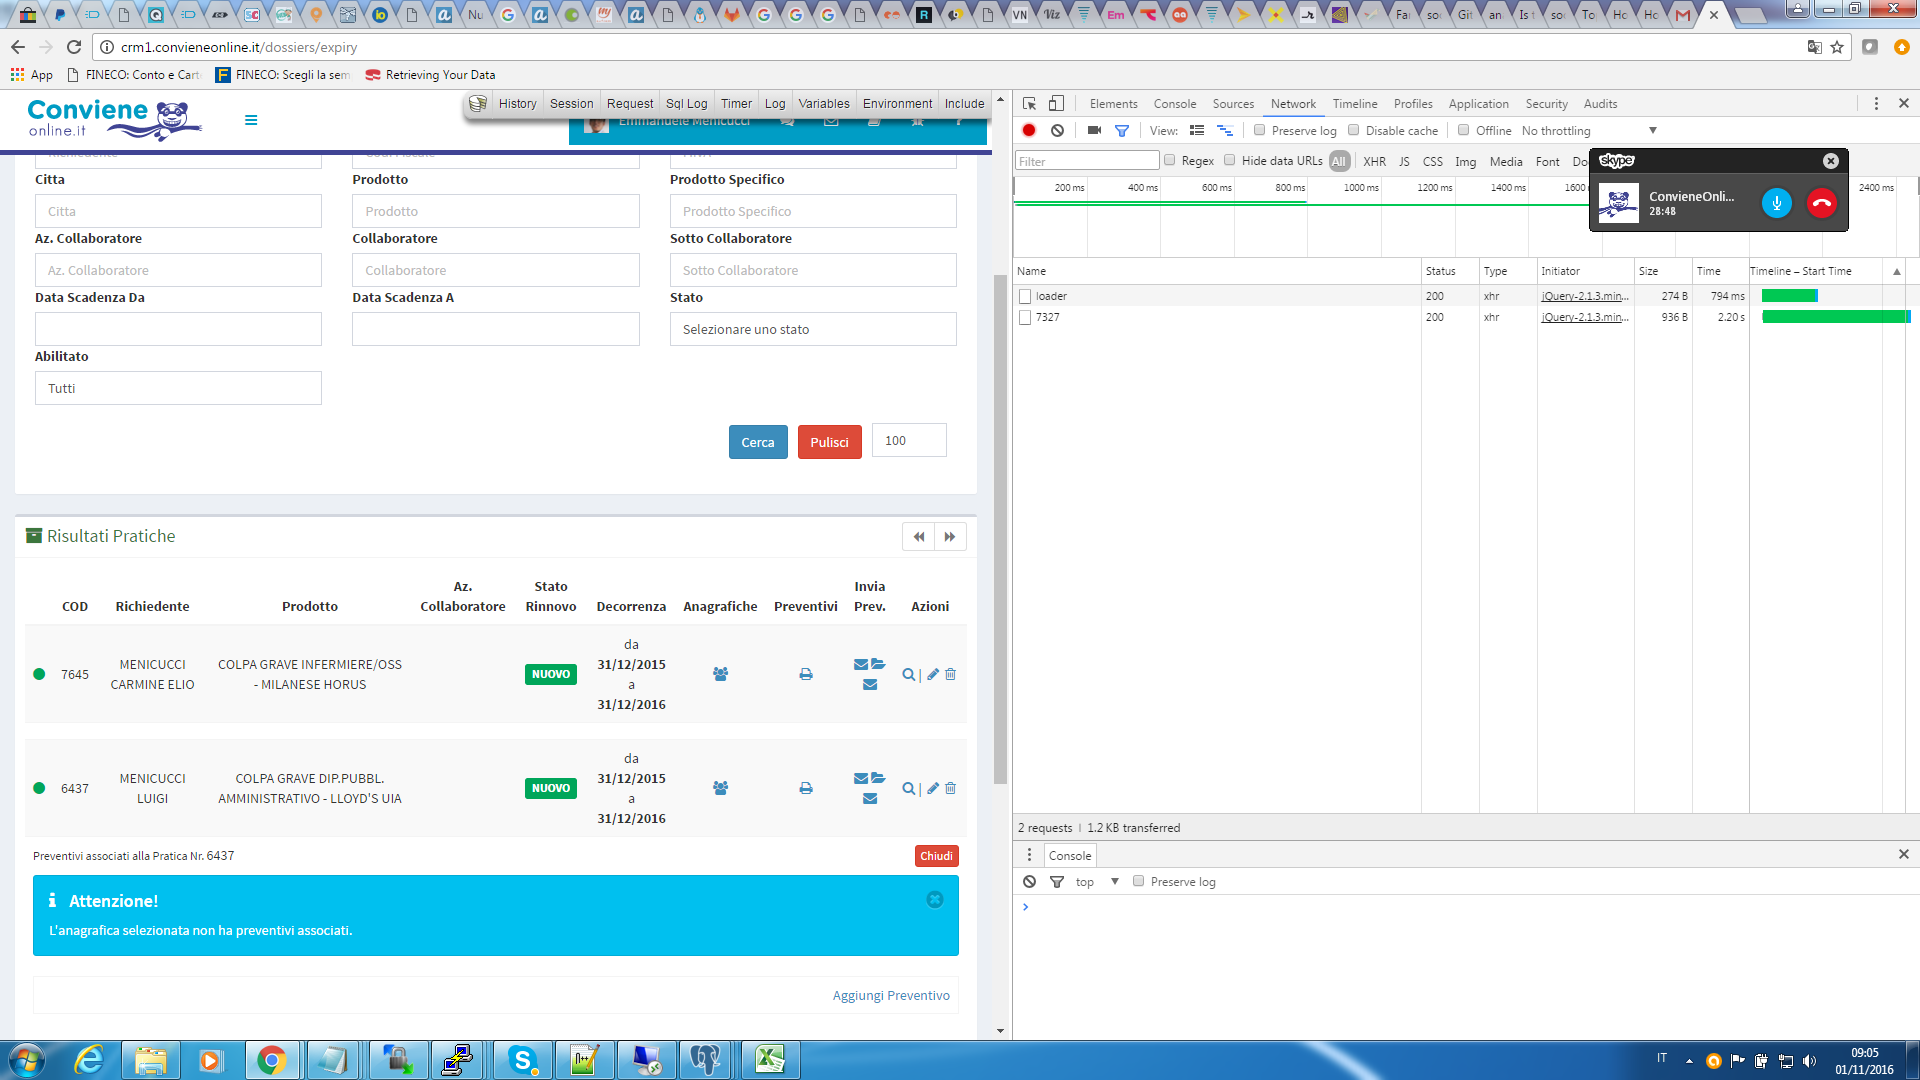 crm1.convieneonline.it/dossiers/expiry
App
FINECO: Conto e Cart
FINECO: Scegli la sem
Retrieving Your Data
Conviene
online.it
History
Session
Request
Sql Log
Timer
Log
Variables
Environment
Include
Emmanuele Menicucci
Citta
Prodotto
Prodotto Specifico
Citta
Prodotto
Prodotto Specifico
Az. Collaboratore
Collaboratore
Sotto Collaboratore
Az. Collaboratore
Collaboratore
Sotto Collaboratore
Data Scadenza Da
Data Scadenza A
Stato
Selezionare uno stato
Abilitato
Tutti
Cerca
Pulisci
100
Risultati Pratiche
COD
Richiedente
Prodotto
Az. Collaboratore
Stato Rinnovo
Decorrenza
Anagrafiche
Preventivi
Invia Prev.
Azioni
7645
MENICUCCI CARMINE ELIO
COLPA GRAVE INFERMIERE/OSS - MILANESE HORUS
NUOVO
da
31/12/2015
a
31/12/2016
6437
MENICUCCI LUIGI
COLPA GRAVE DIP.PUBBL. AMMINISTRATIVO - LLOYD'S UIA
NUOVO
da
31/12/2015
a
31/12/2016
Preventivi associati alla Pratica Nr. 6437
Chiudi
Attenzione!
L'anagrafica selezionata non ha preventivi associati.
Aggiungi Preventivo
Elements
Console
Sources
Network
Timeline
Profiles
Application
Security
Audits
View:
Preserve log
Disable cache
Offline
No throttling
Filter
Regex
Hide data URLs
All
XHR
JS
CSS
Img
Media
Font
skype
ConvieneOnli...
28:48
200 ms
400 ms
600 ms
800 ms
1000 ms
1200 ms
1400 ms
2400 ms
Name
Status
Type
Initiator
Size
Time
Timeline – Start Time
loader
200
xhr
jQuery-2.1.3.min,...
274 B
794 ms
7327
200
xhr
jQuery-2.1.3.min,...
936 B
2.20 s
2 requests | 1.2 KB transferred
Console
top
Preserve log
IT
09:05
01/11/2016